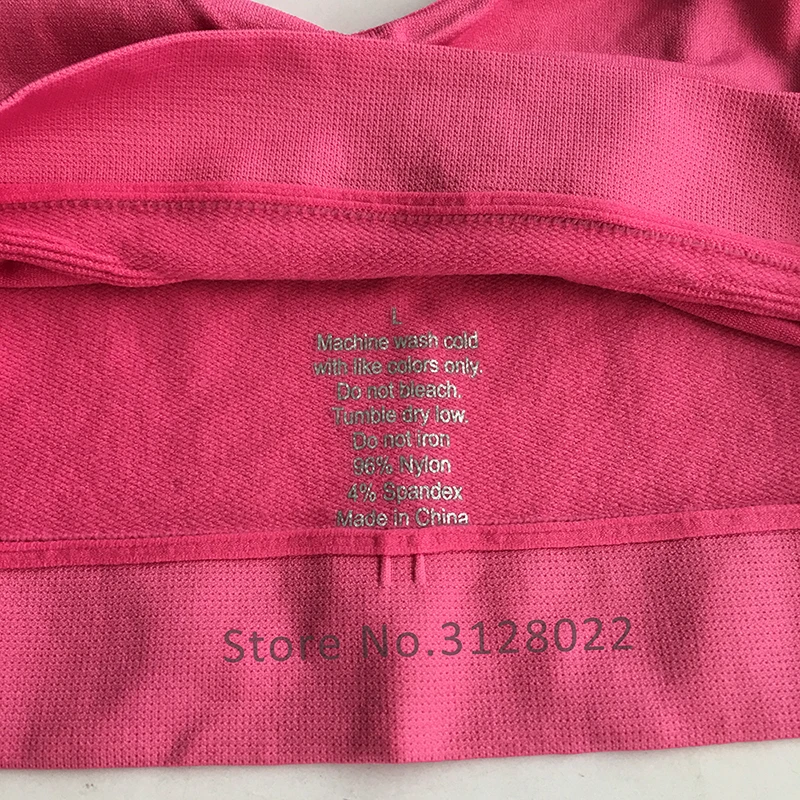 L
Machine wash cold
with like colors only.
Do not bleach.
Tumble dry low.
Do not iron
96% Nylon
4% Spandex
Made in China
Store No.3128022